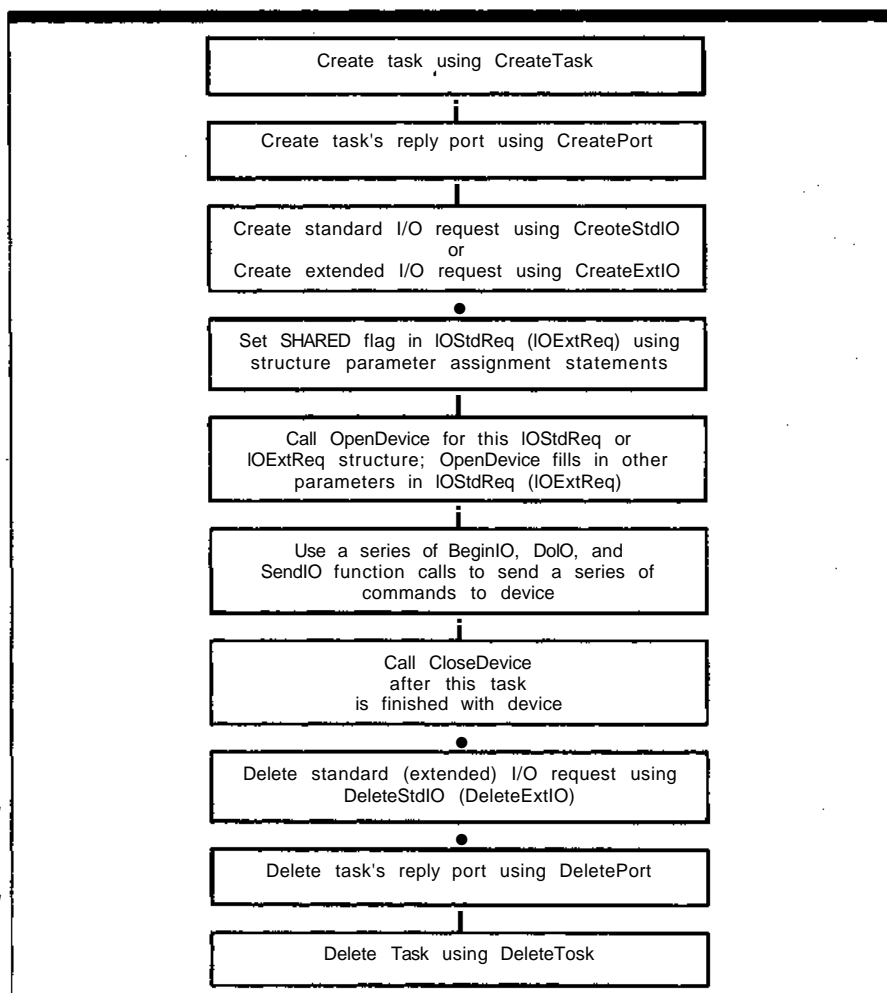 Create task using CreateTask
Create task's reply port using CreatePort
Create standard I/O request using CreoteStdIO
or
Create extended I/O request using CreateExtIO
Set SHARED flag in IOStdReq (IOExtReq) using
structure parameter assignment statements
Call OpenDevice for this IOStdReq or
IOExtReq structure; OpenDevice fills in other
parameters in IOStdReq (IOExtReq)
Use a series of BeginIO, DoIO, and
SendIO function calls to send a series of
commands to device
Call CloseDevice
after this task
is finished with device
Delete standard (extended) I/O request using
DeleteStdIO (DeleteExtIO)
Delete task's reply port using DeletePort
Delete Task using DeleteTosk